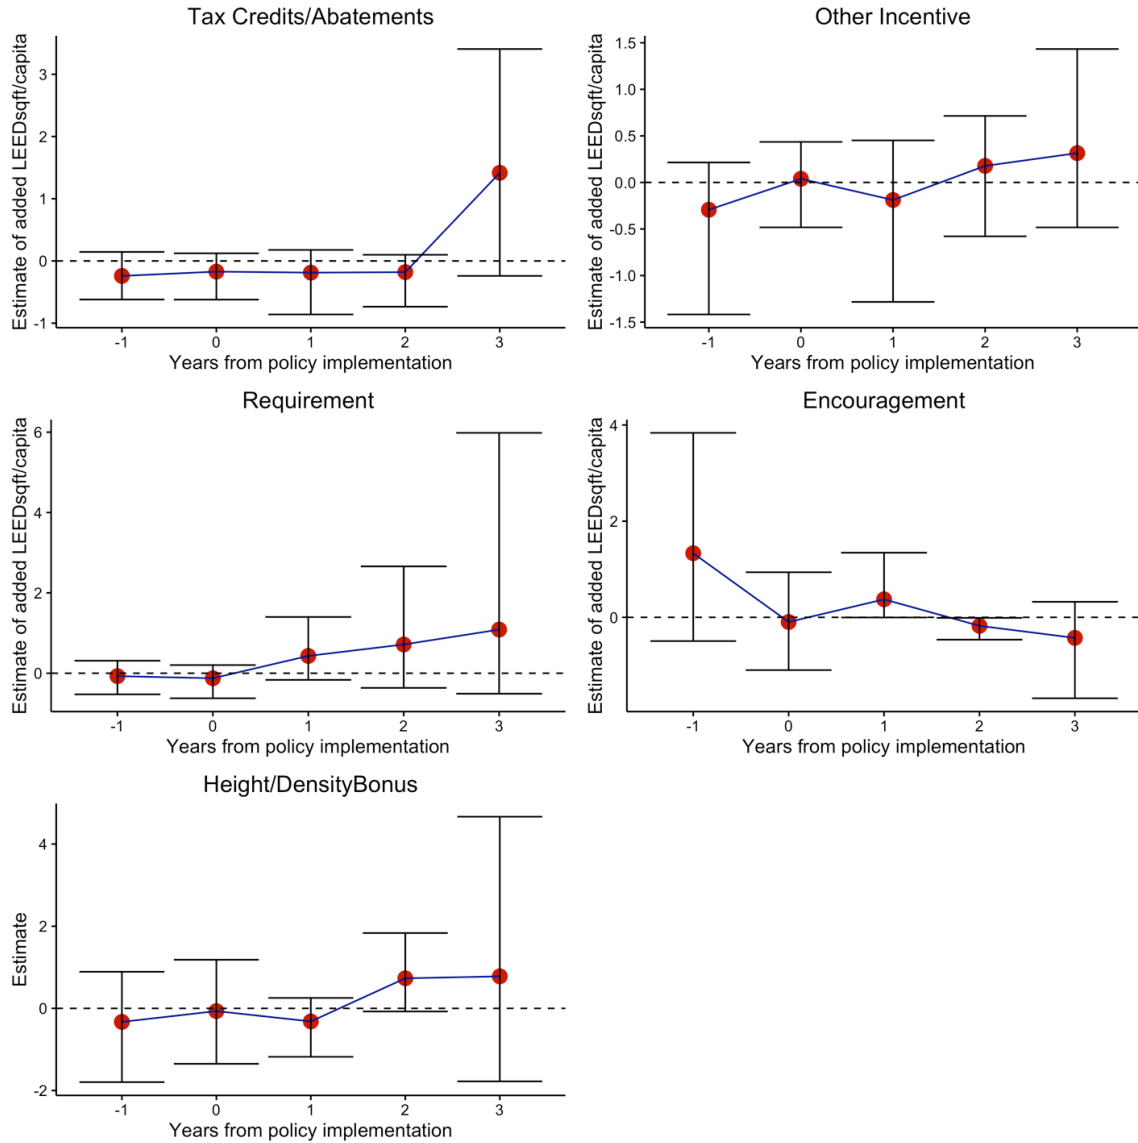 Tax Credits/Abatements
Estimate of added LEEDsqft/capita
3
2
1
0
-1
-1 0 1 2 3
Years from policy implementation
Other Incentive
Estimate of added LEEDsqft/capita
1.5
1.0
0.5
0.0
-0.5
-1.0
-1.5
-1 0 1 2 3
Years from policy implementation
Requirement
Estimate of added LEEDsqft/capita
6
4
2
0
-1 0 1 2 3
Years from policy implementation
Encouragement
Estimate of added LEEDsqft/capita
4
2
0
-1 0 1 2 3
Years from policy implementation
Height/DensityBonus
Estimate
4
2
0
-2
-1 0 1 2 3
Years from policy implementation